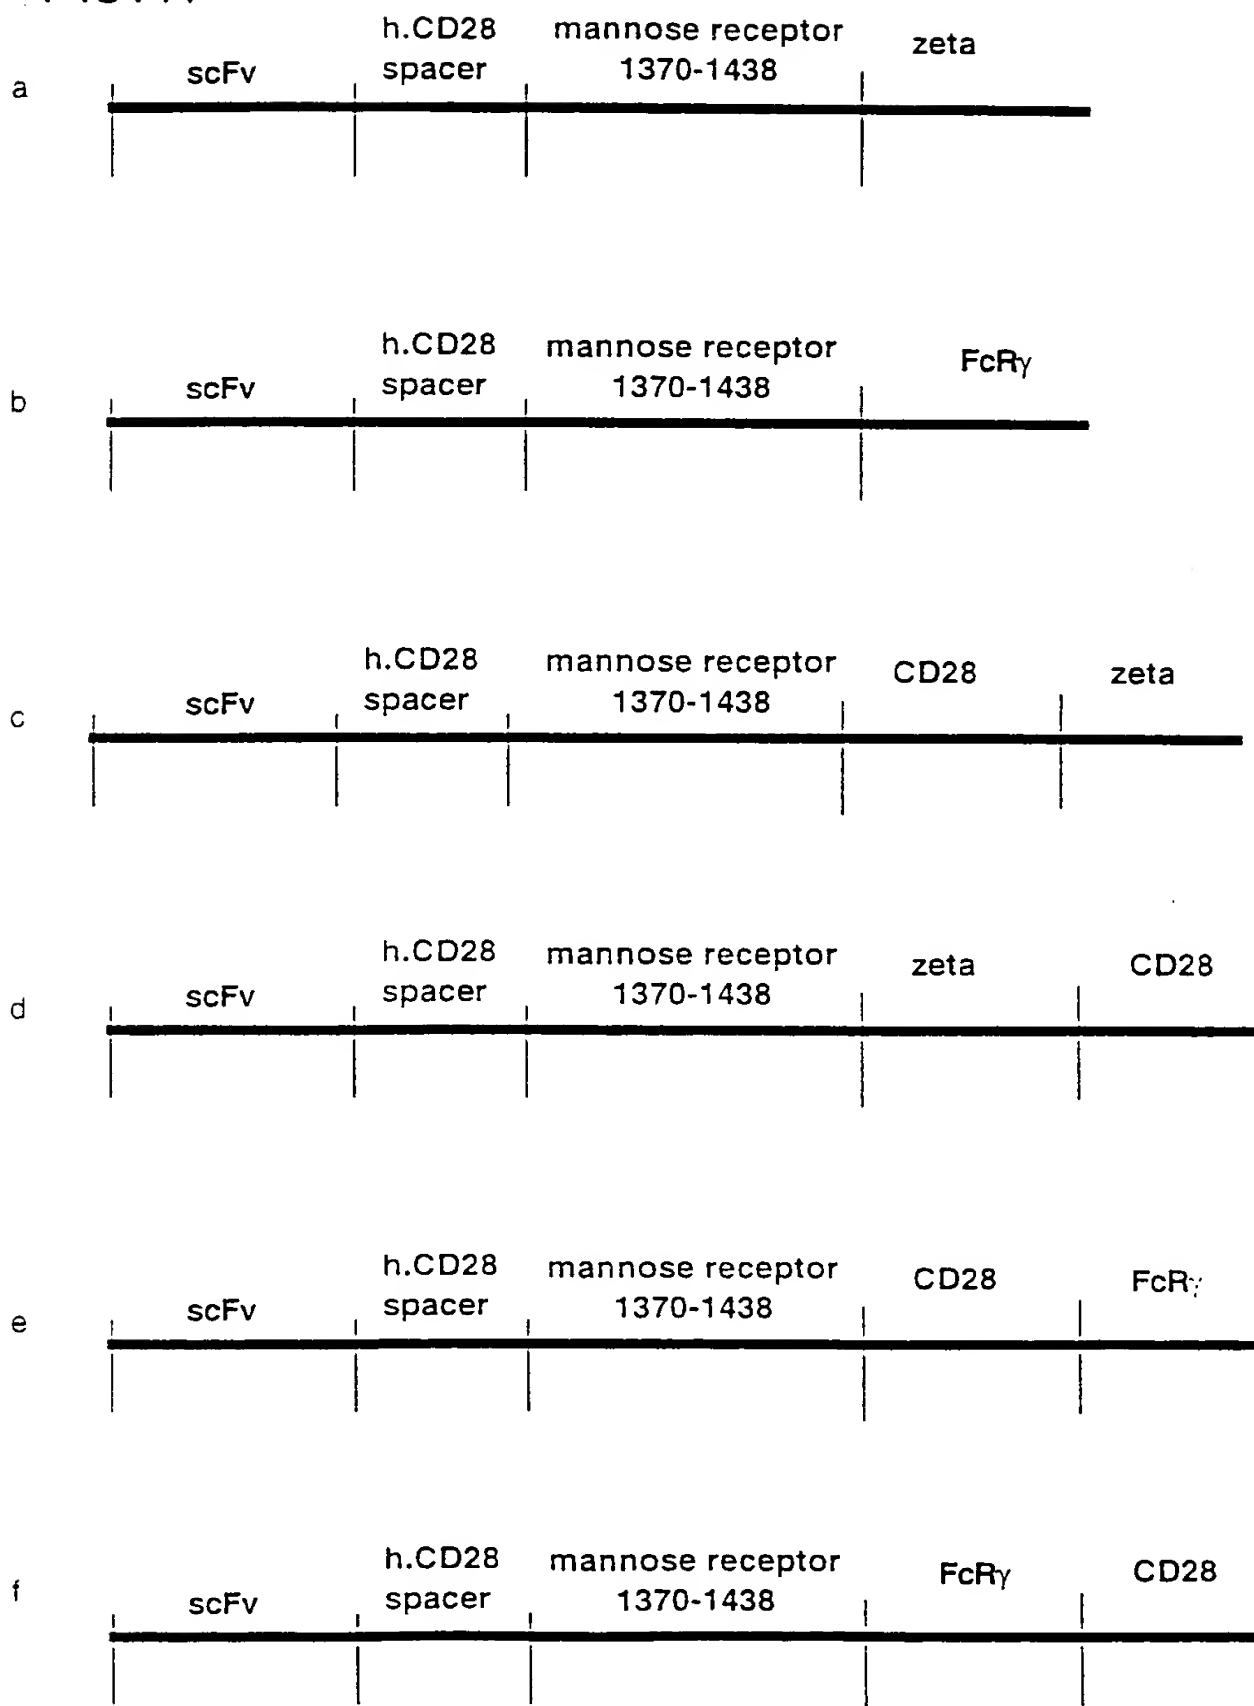 h.CD28 mannose receptor zeta
scFv spacer 1370-1438
a
h.CD28 mannose receptor FcRγ
scFv spacer 1370-1438
b
h.CD28 mannose receptor CD28 zeta
scFv spacer 1370-1438
c
h.CD28 mannose receptor zeta CD28
scFv spacer 1370-1438
d
h.CD28 mannose receptor CD28 FcRγ
scFv spacer 1370-1438
e
h.CD28 mannose receptor FcRγ CD28
scFv spacer 1370-1438
f